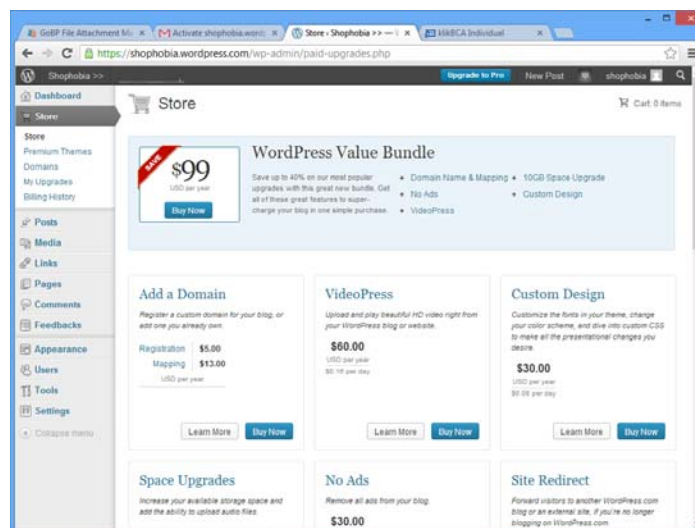 GoBP File Attachment Ma
Activate shophobia.wordp
Store ‹ Shophobia >> — 
klikBCA Individual
https://shophobia.wordpress.com/wp-admin/paid-upgrades.php
Shophobia >>
Upgrade to Pro
New Post
shophobia
Dashboard
Store
Store
Premium Themes
Domains
My Upgrades
Billing History
Posts
Media
Links
Pages
Comments
Feedbacks
Appearance
Users
Tools
Settings
Collapse menu
Store
Cart: 0 items
SAVE
$99
USD per year
Buy Now
WordPress Value Bundle
Save up to 40% on our most popular
upgrades with this great new bundle. Get
all of these great features to super-
charge your blog in one simple purchase.
• Domain Name & Mapping
• No Ads
• VideoPress
• 10GB Space Upgrade
• Custom Design
Add a Domain
Register a custom domain for your blog, or
add one you already own.
Registration $5.00
Mapping $13.00
USD per year
Learn More
Buy Now
VideoPress
Upload and play beautiful HD video right from
your WordPress blog or website.
$60.00
USD per year
$0.16 per day
Learn More
Buy Now
Custom Design
Customize the fonts in your theme, change
your color scheme, and dive into custom CSS
to make all the presentational changes you
desire.
$30.00
USD per year
$0.08 per day
Learn More
Buy Now
Space Upgrades
Increase your available storage space and
add the ability to upload audio files.
No Ads
Remove all ads from your blog.
$30.00
Site Redirect
Forward visitors to another WordPress.com
blog or an external site, if you're no longer
blogging on WordPress.com